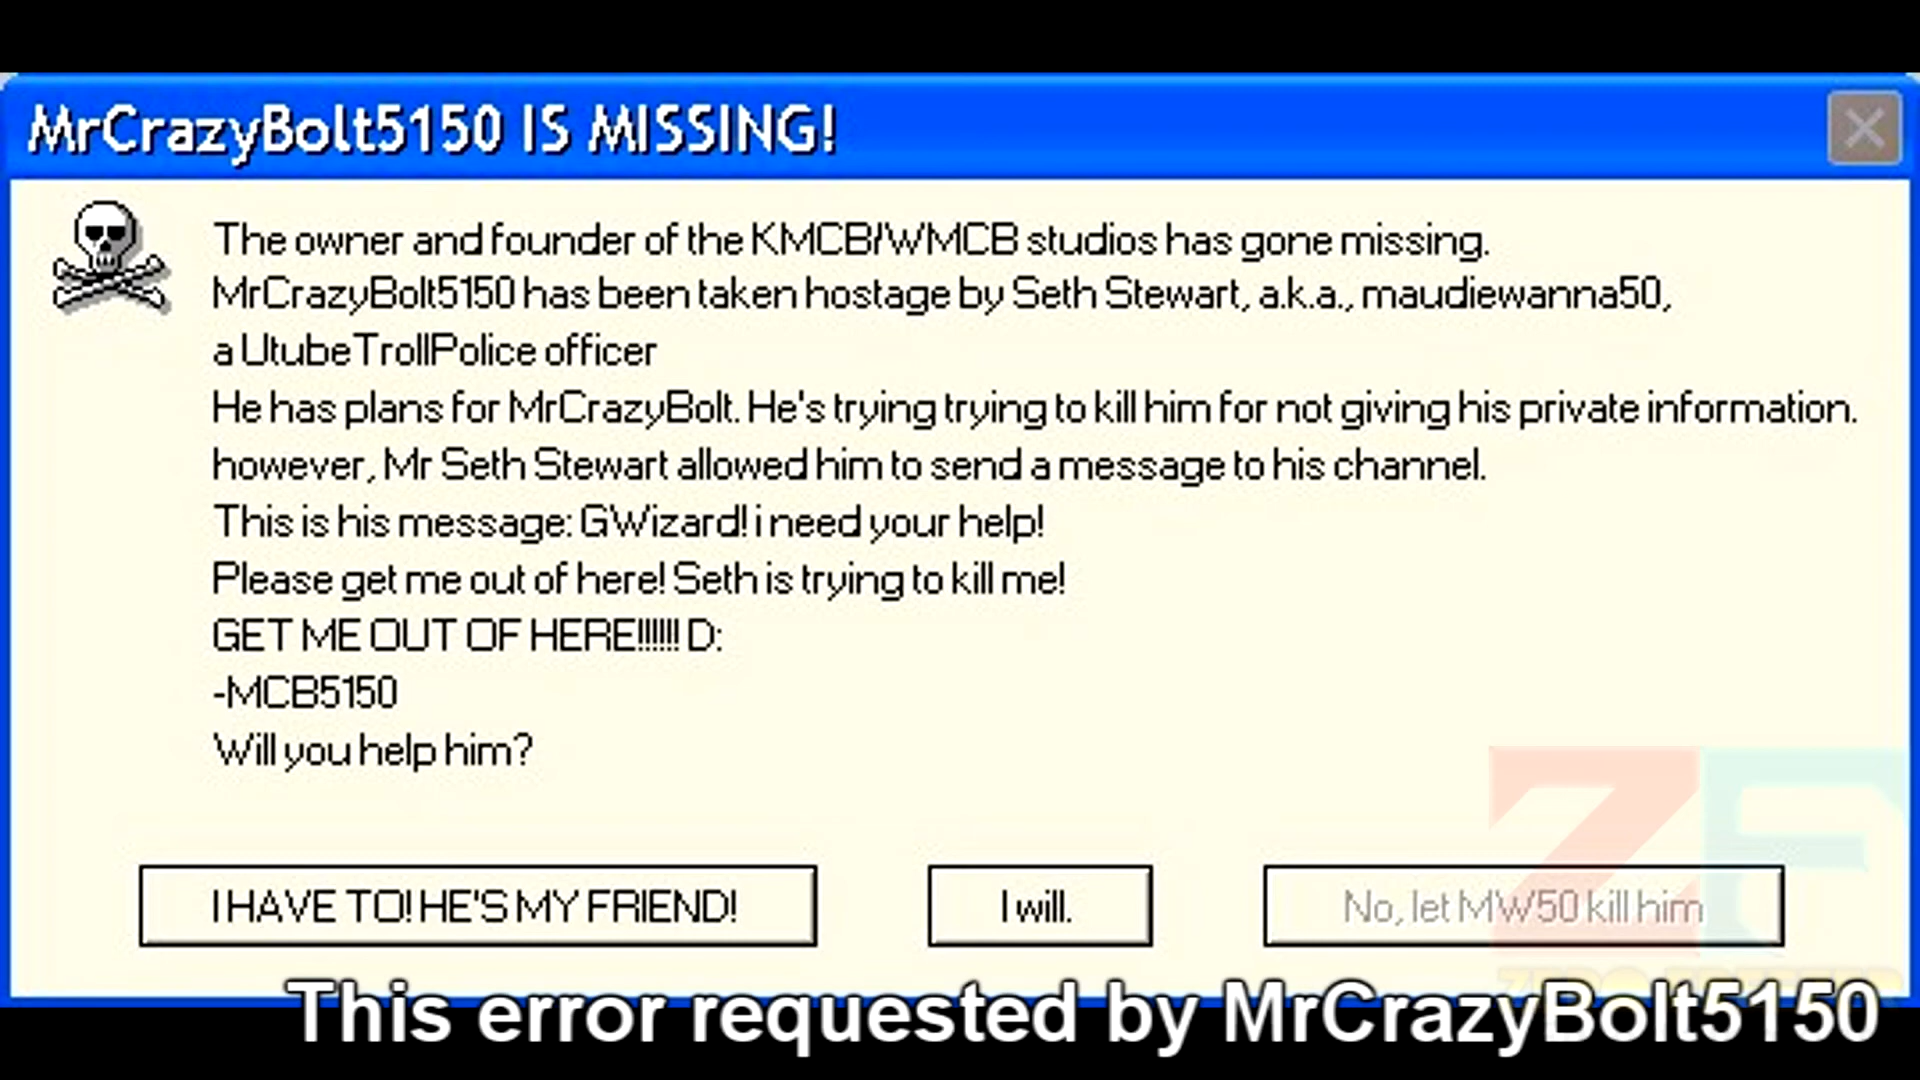 MrCrazyBolt5150 IS MISSING!
The owner and founder of the KMCB/WMCB studios has gone missing.
MrCrazyBolt5150 has been taken hostage by Seth Stewart, a.k.a., maudiewanna50,
a UtubeTrollPolice officer
He has plans for MrCrazyBolt. He's trying trying to kill him for not giving his private information.
however, Mr Seth Stewart allowed him to send a message to his channel.
This is his message: GWizard! i need your help!
Please get me out of here! Seth is trying to kill me!
GET ME OUT OF HERE!!!!!! D:
-MCB5150
Will you help him?
I HAVE TO! HE'S MY FRIEND!
I will.
No, let MW50 kill him
This error requested by MrCrazyBolt5150